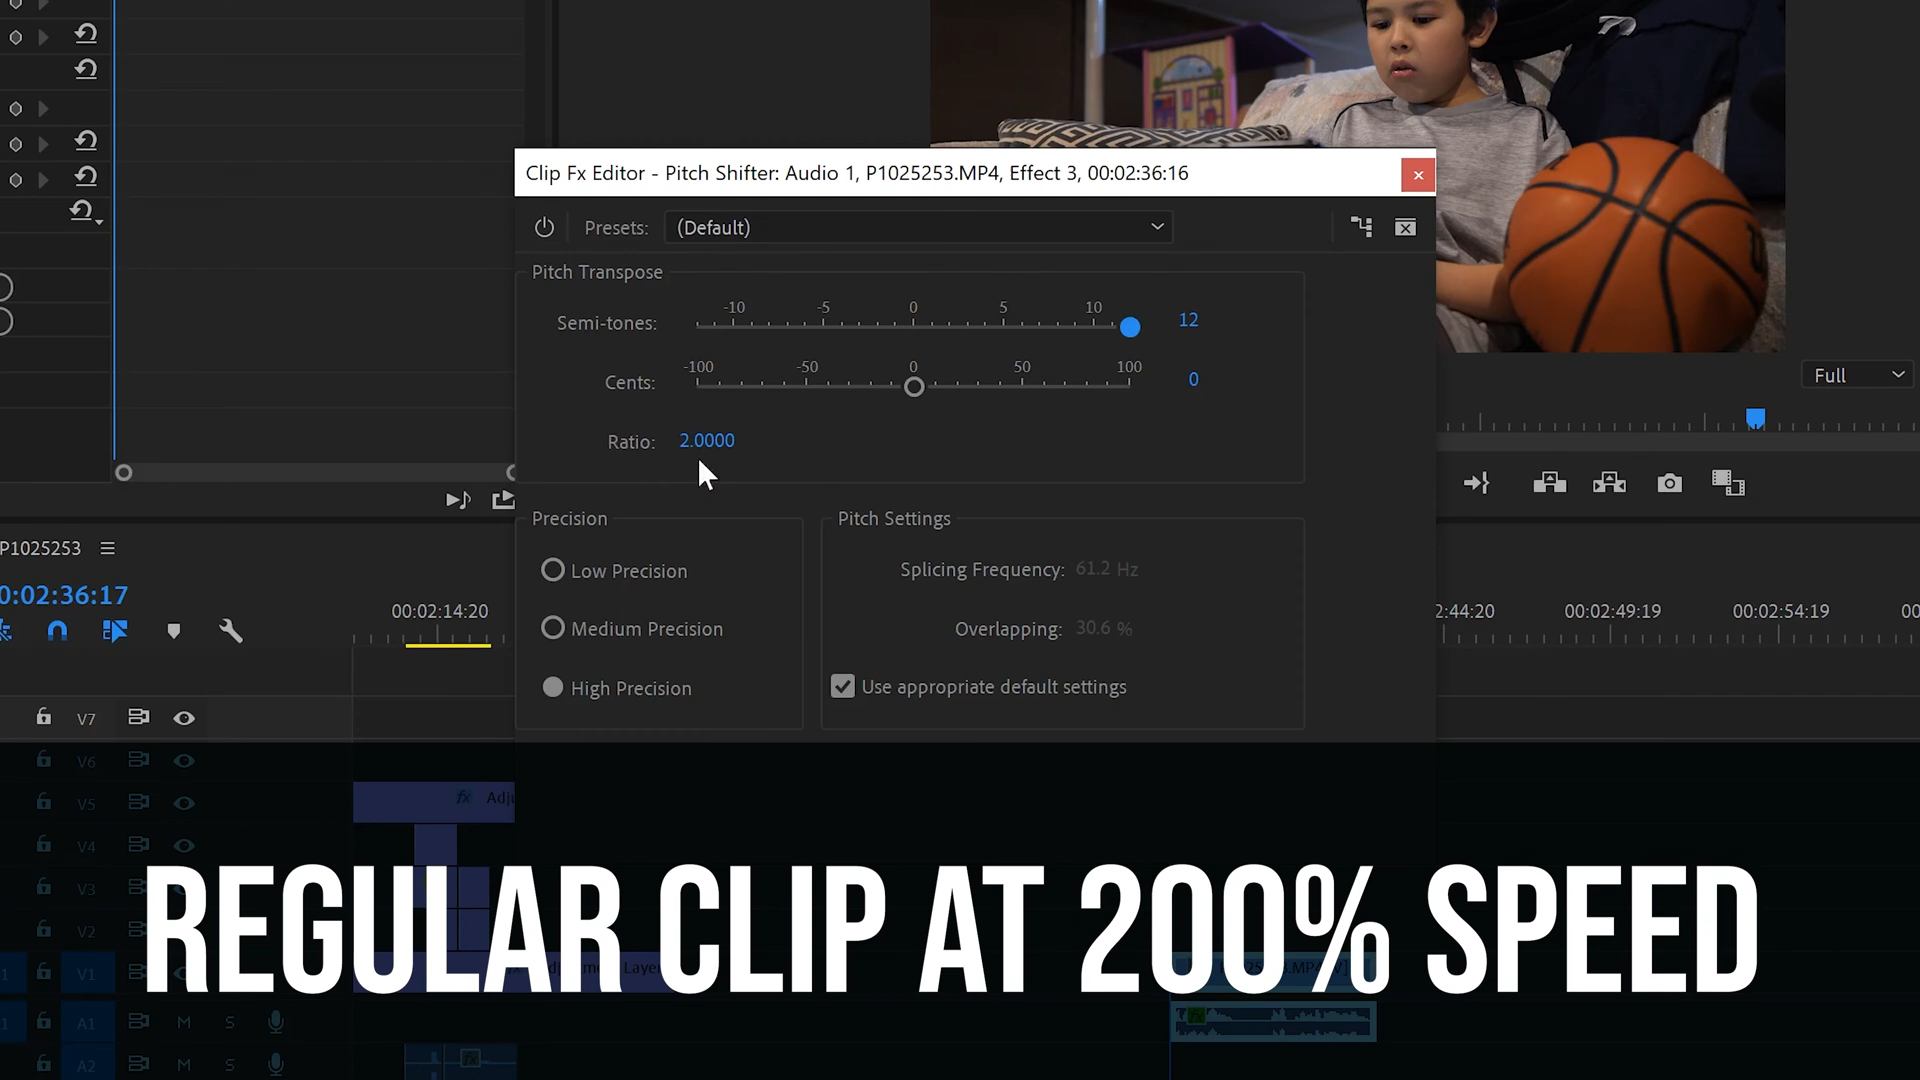 Clip Fx Editor - Pitch Shifter: Audio 1, P1025253.MP4, Effect 3, 00:02:36:16
Presets: (Default)
Pitch Transpose
-10 -5 0 5 10
Semi-tones: 12
-100 -50 0 50 100
Cents: 0
Ratio: 2.0000
Full
Precision
Low Precision
Medium Precision
High Precision
Pitch Settings
Splicing Frequency: 61.2 Hz
Overlapping: 30.6 %
Use appropriate default settings
P1025253
0:02:36:17
00:02:14:20
2:44:20 00:02:49:19 00:02:54:19 00
V7
V6
V5 fx Adju
V4
V3
V2
V1
A1 M S
A2 M S
REGULAR CLIP AT 200% SPEED